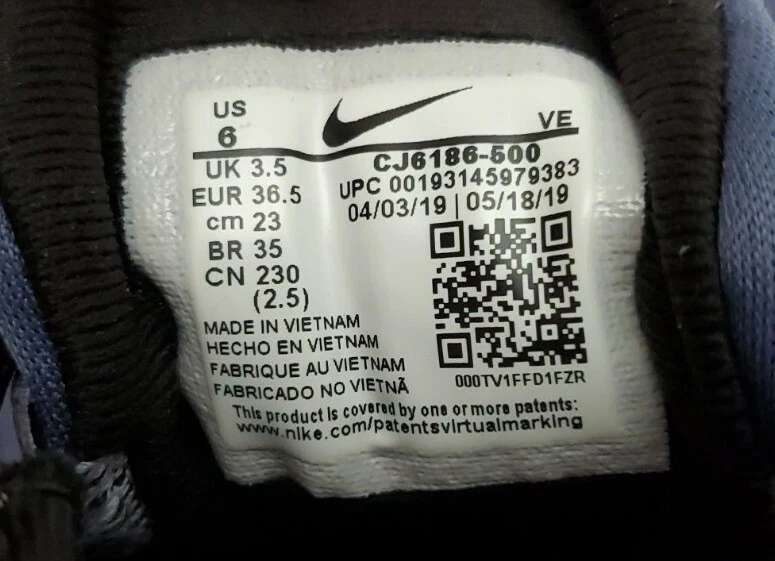 US
6
VE
UK 3.5
EUR 36.5
cm 23
BR 35
CN 230
(2.5)
CJ6186-500
UPC 00193145979383
04/03/19 | 05/18/19
MADE IN VIETNAM
HECHO EN VIETNAM
FABRIQUE AU VIETNAM
FABRICADO NO VIETNÃ
000TV1FFD1FZR
This product is covered by one or more patents:
www.nike.com/patentsvirtualmarking